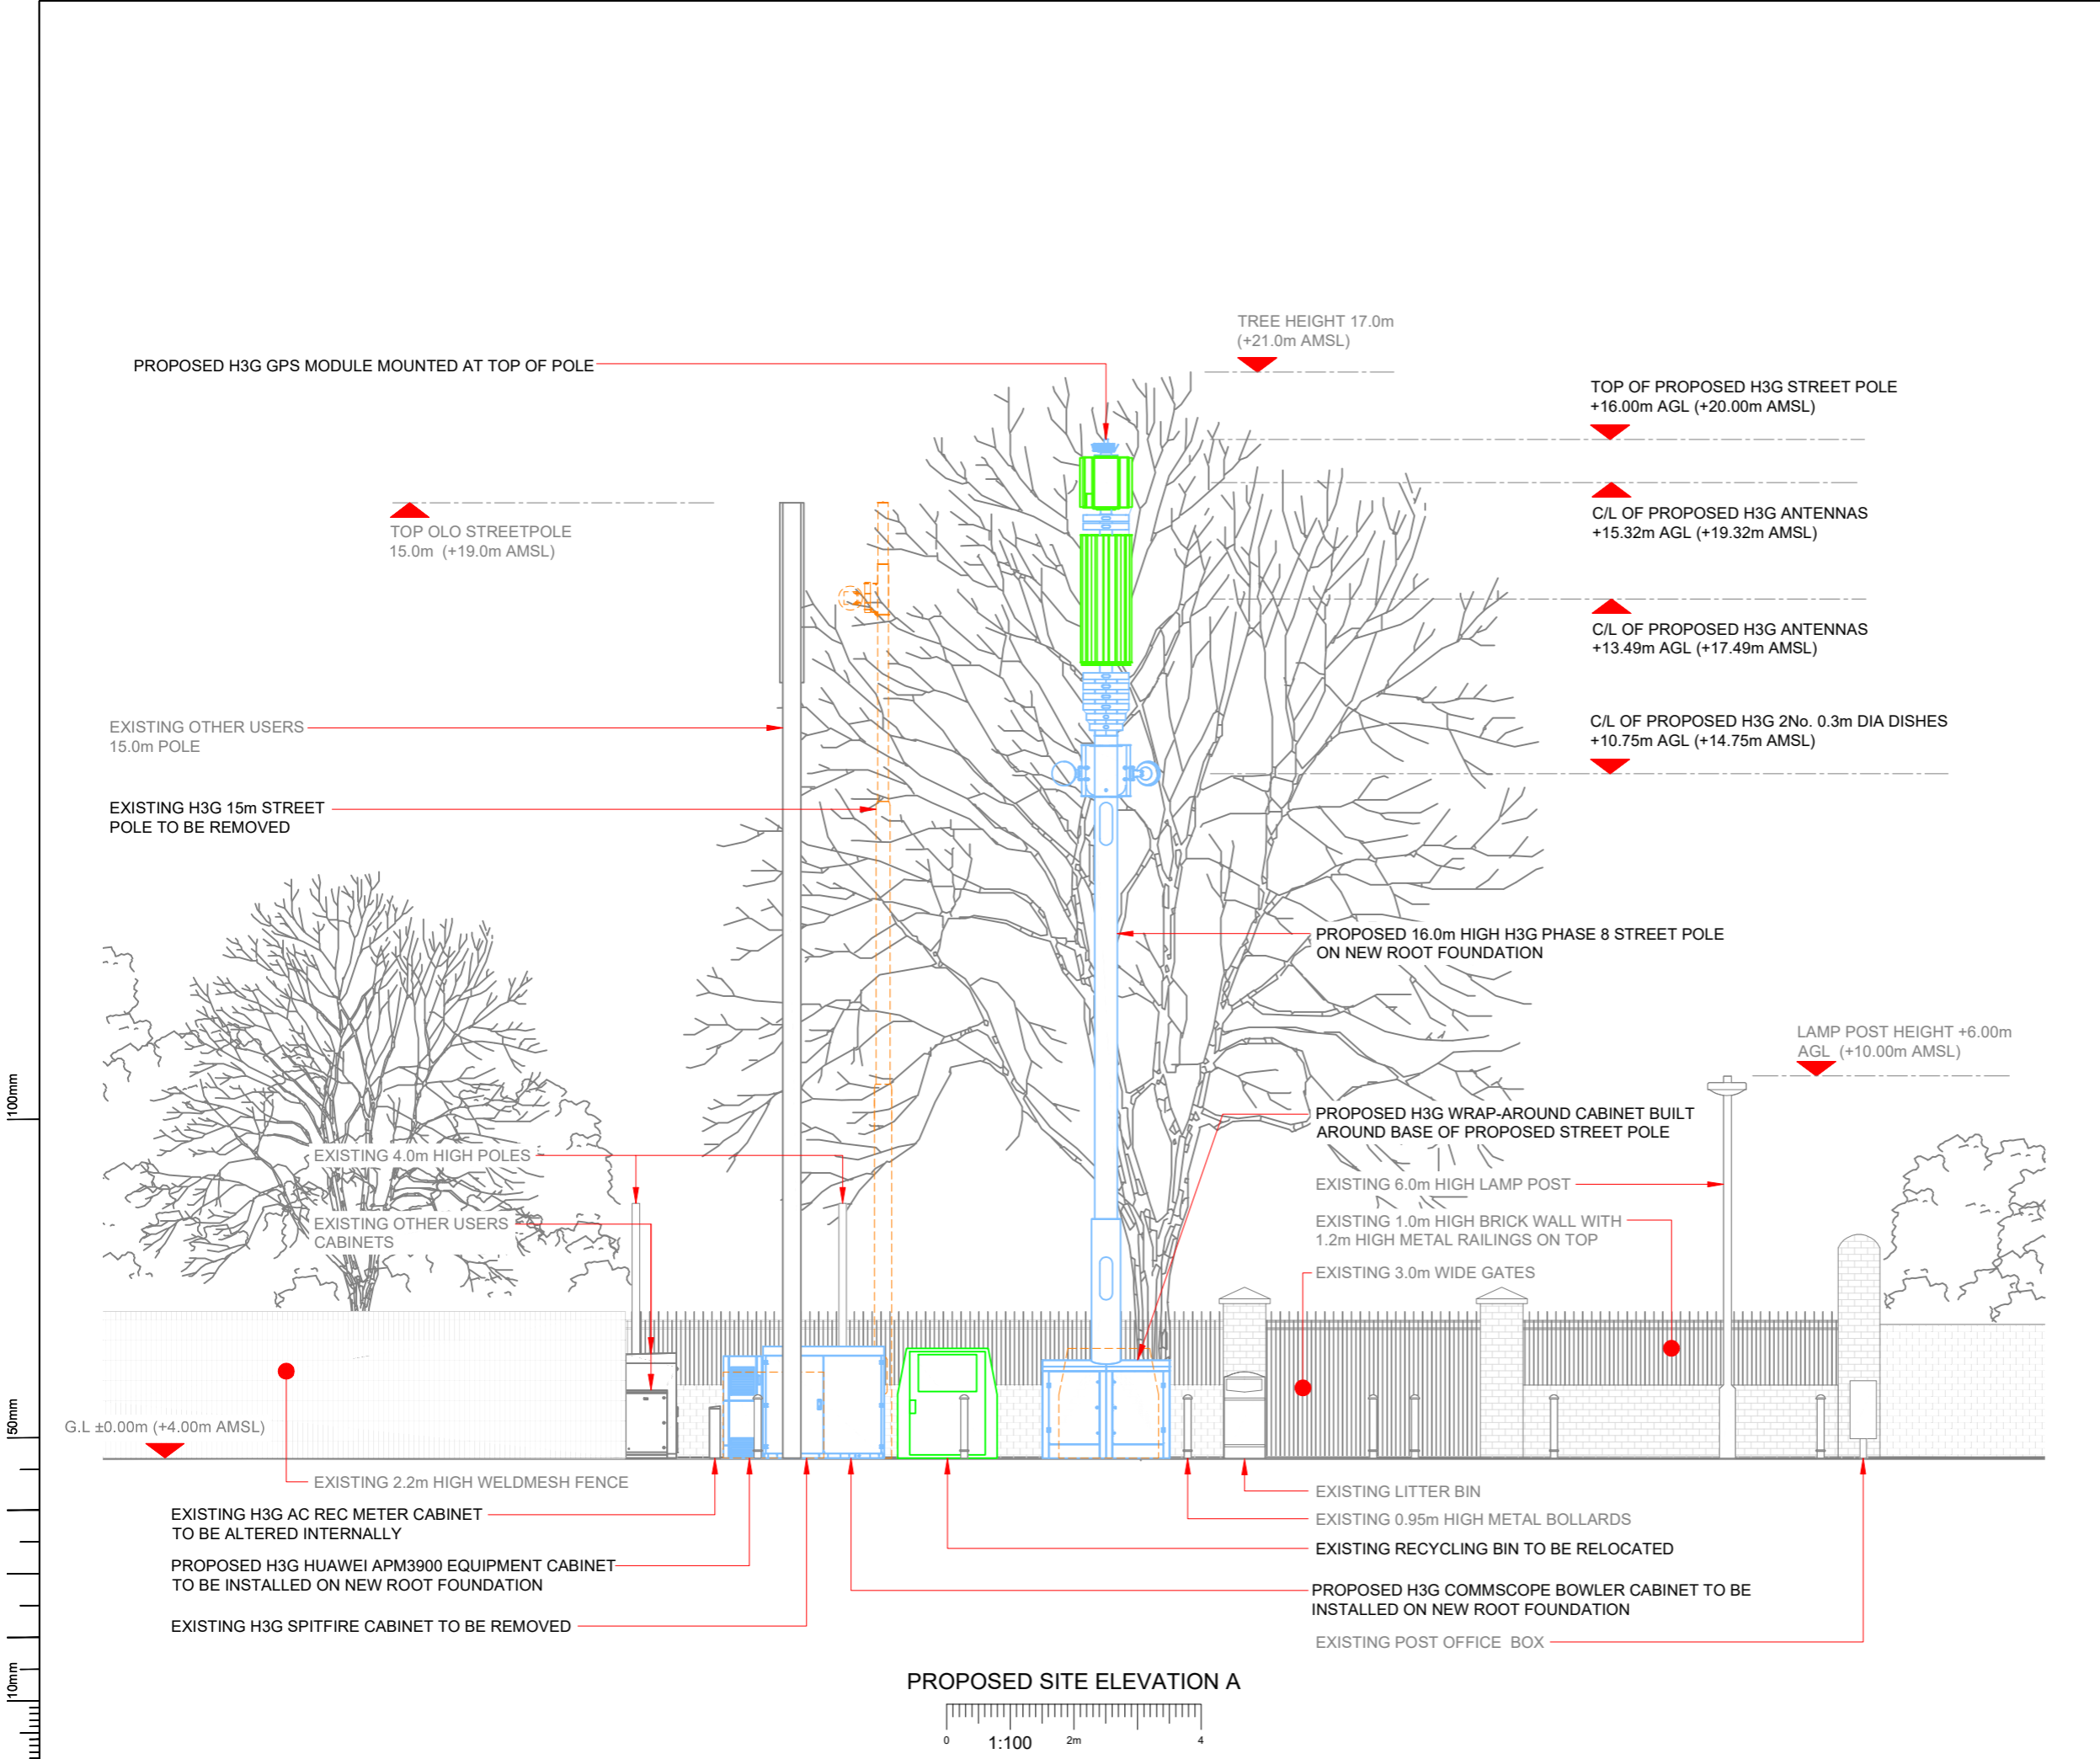 TREE HEIGHT 17.0m
(+21.0m AMSL)
PROPOSED H3G GPS MODULE MOUNTED AT TOP OF POLE
TOP OF PROPOSED H3G STREET POLE
+16.00m AGL (+20.00m AMSL)
C/L OF PROPOSED H3G ANTENNAS
+15.32m AGL (+19.32m AMSL)
TOP OLO STREETPOLE
15.0m (+19.0m AMSL)
C/L OF PROPOSED H3G ANTENNAS
+13.49m AGL (+17.49m AMSL)
EXISTING OTHER USERS
15.0m POLE
C/L OF PROPOSED H3G 2No. 0.3m DIA DISHES
+10.75m AGL (+14.75m AMSL)
EXISTING H3G 15m STREET
POLE TO BE REMOVED
PROPOSED 16.0m HIGH H3G PHASE 8 STREET POLE
ON NEW ROOT FOUNDATION
LAMP POST HEIGHT +6.00m
AGL (+10.00m AMSL)
100mm
PROPOSED H3G WRAP-AROUND CABINET BUILT
AROUND BASE OF PROPOSED STREET POLE
EXISTING 4.0m HIGH POLES
EXISTING 6.0m HIGH LAMP POST
EXISTING OTHER USERS
CABINETS
EXISTING 1.0m HIGH BRICK WALL WITH
1.2m HIGH METAL RAILINGS ON TOP
EXISTING 3.0m WIDE GATES
50mm
G.L ±0.00m (+4.00m AMSL)
EXISTING 2.2m HIGH WELDMESH FENCE
EXISTING LITTER BIN
EXISTING H3G AC REC METER CABINET
TO BE ALTERED INTERNALLY
EXISTING 0.95m HIGH METAL BOLLARDS
EXISTING RECYCLING BIN TO BE RELOCATED
PROPOSED H3G HUAWEI APM3900 EQUIPMENT CABINET
TO BE INSTALLED ON NEW ROOT FOUNDATION
PROPOSED H3G COMMSCOPE BOWLER CABINET TO BE
INSTALLED ON NEW ROOT FOUNDATION
EXISTING H3G SPITFIRE CABINET TO BE REMOVED
EXISTING POST OFFICE BOX
10mm
PROPOSED SITE ELEVATION A
0 1:100 2m 4